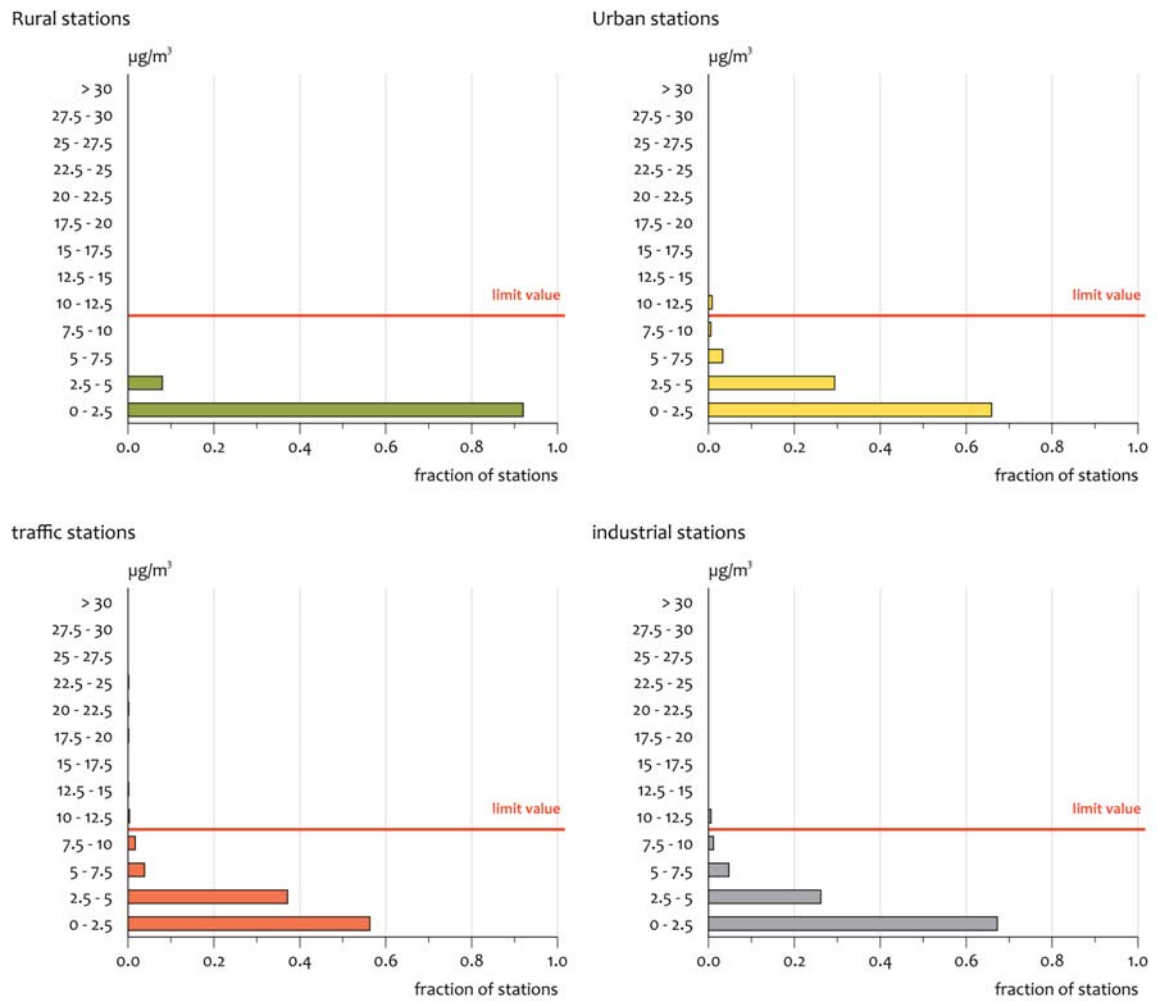 Rural stations
µg/m³
> 30
27.5 - 30
25 - 27.5
22.5 - 25
20 - 22.5
17.5 - 20
15 - 17.5
12.5 - 15
10 - 12.5
7.5 - 10
5 - 7.5
2.5 - 5
0 - 2.5
limit value
0.0 0.2 0.4 0.6 0.8 1.0
fraction of stations
Urban stations
µg/m³
> 30
27.5 - 30
25 - 27.5
22.5 - 25
20 - 22.5
17.5 - 20
15 - 17.5
12.5 - 15
10 - 12.5
7.5 - 10
5 - 7.5
2.5 - 5
0 - 2.5
limit value
0.0 0.2 0.4 0.6 0.8 1.0
fraction of stations
traffic stations
µg/m³
> 30
27.5 - 30
25 - 27.5
22.5 - 25
20 - 22.5
17.5 - 20
15 - 17.5
12.5 - 15
10 - 12.5
7.5 - 10
5 - 7.5
2.5 - 5
0 - 2.5
limit value
0.0 0.2 0.4 0.6 0.8 1.0
fraction of stations
industrial stations
µg/m³
> 30
27.5 - 30
25 - 27.5
22.5 - 25
20 - 22.5
17.5 - 20
15 - 17.5
12.5 - 15
10 - 12.5
7.5 - 10
5 - 7.5
2.5 - 5
0 - 2.5
limit value
0.0 0.2 0.4 0.6 0.8 1.0
fraction of stations